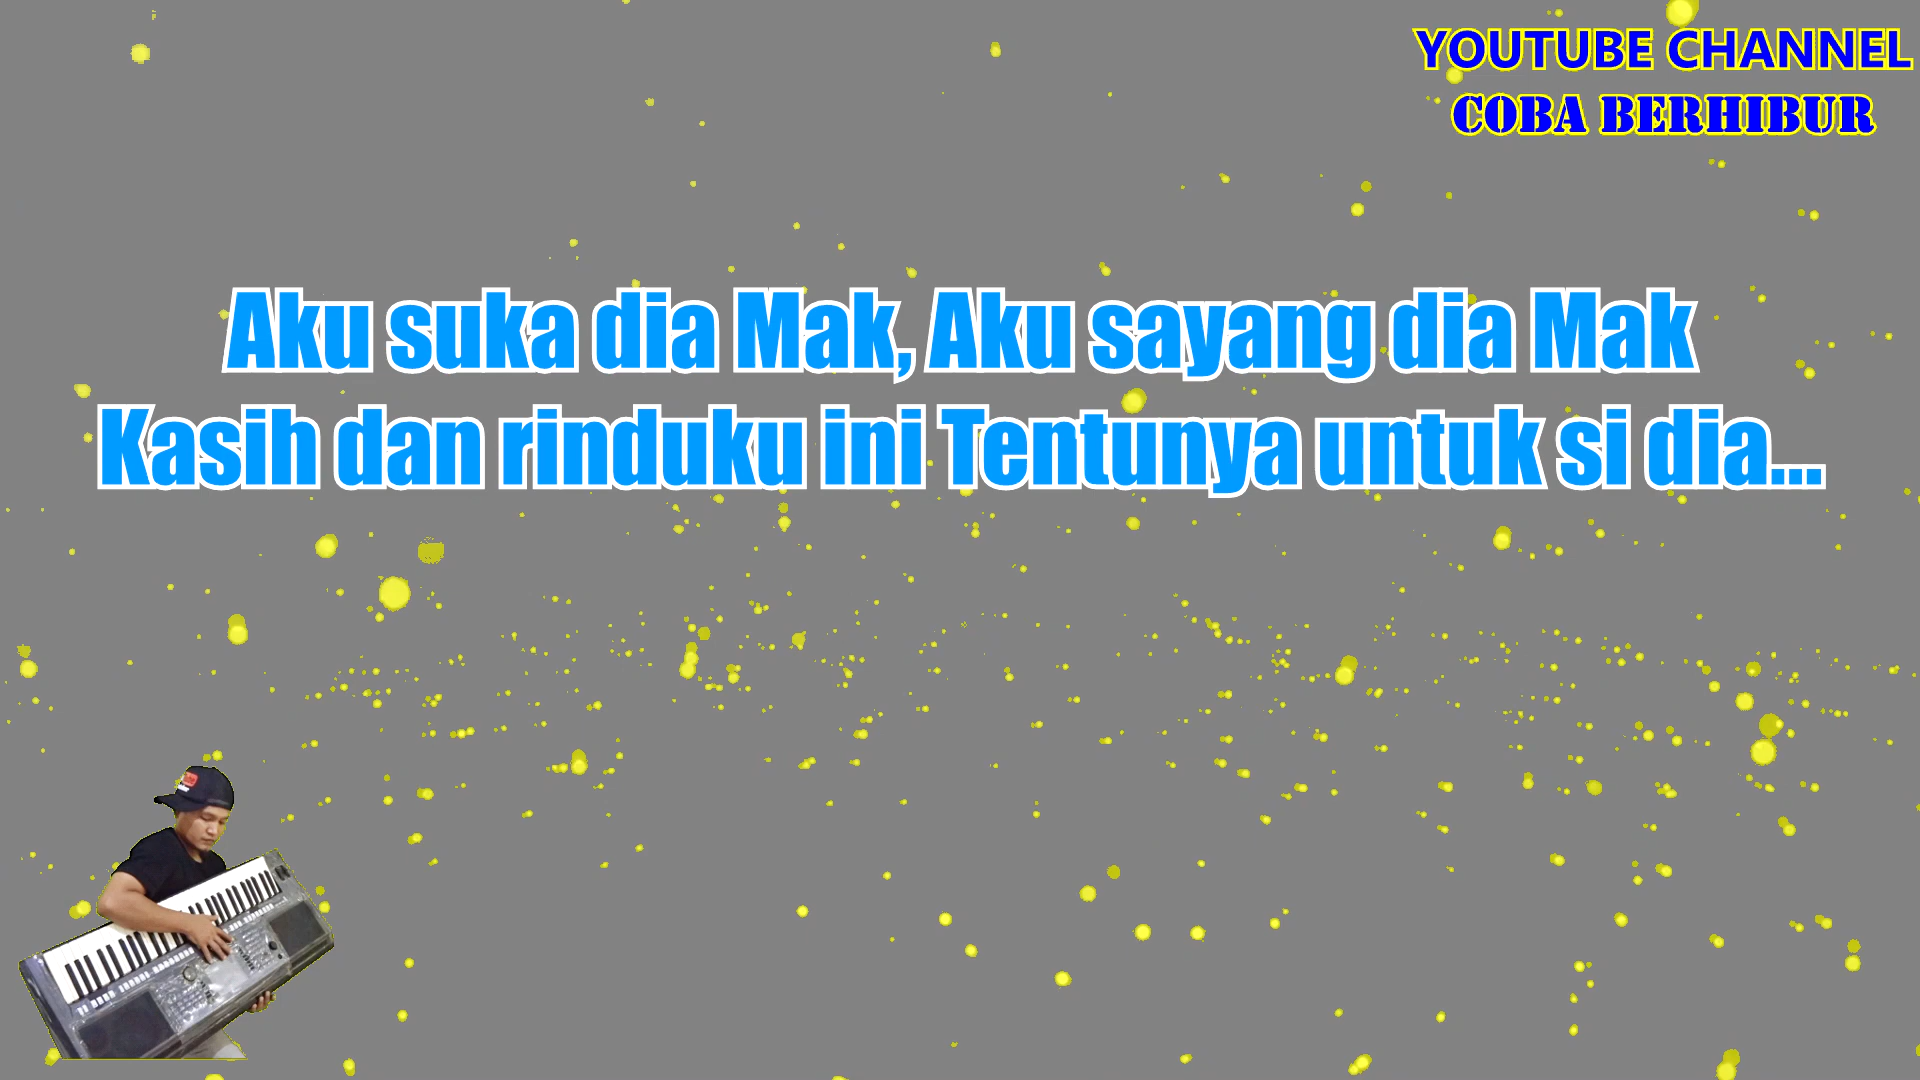 YOUTUBE CHANNEL
COBA BERHIBUR
Aku suka dia Mak, Aku sayang dia Mak
Kasih dan rinduku ini Tentunya untuk si dia...